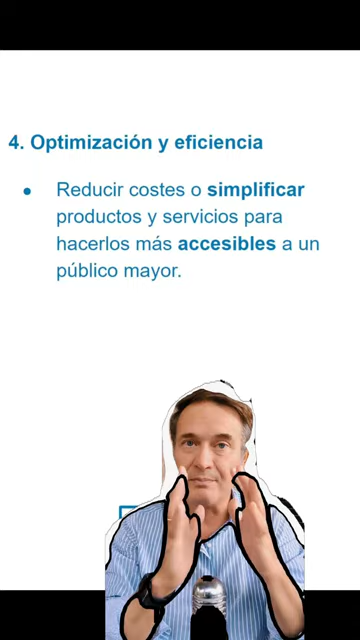 4. Optimización y eficiencia
● Reducir costes o simplificar
productos y servicios para
hacerlos más accesibles a un
público mayor.